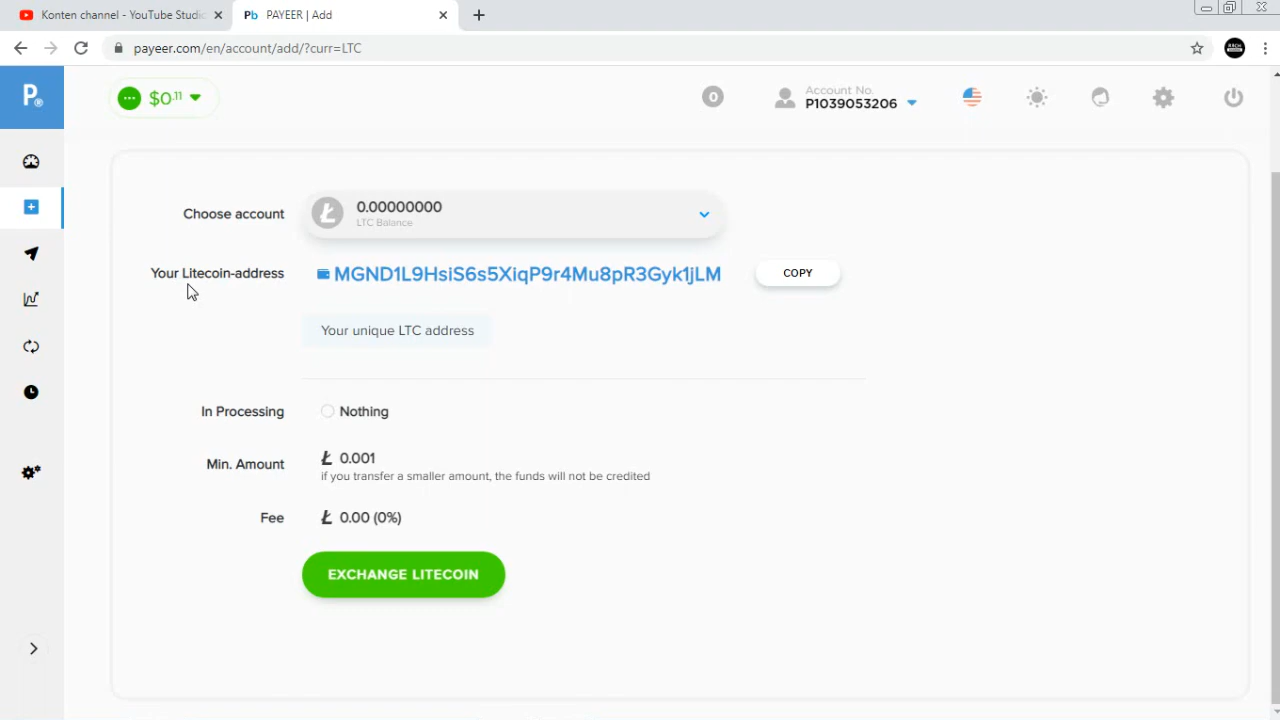 Konten channel - YouTube Studi
Pb PAYEER | Add
payeer.com/en/account/add/?curr=LTC
P
$0.11
0
Account No.
P1039053206
Choose account
0.00000000
LTC Balance
Your Litecoin-address
MGND1L9HsiS6s5XiqP9r4Mu8pR3Gyk1jLM
COPY
Your unique LTC address
In Processing
Nothing
Min. Amount
Ł 0.001
if you transfer a smaller amount, the funds will not be credited
Fee
Ł 0.00 (0%)
EXCHANGE LITECOIN